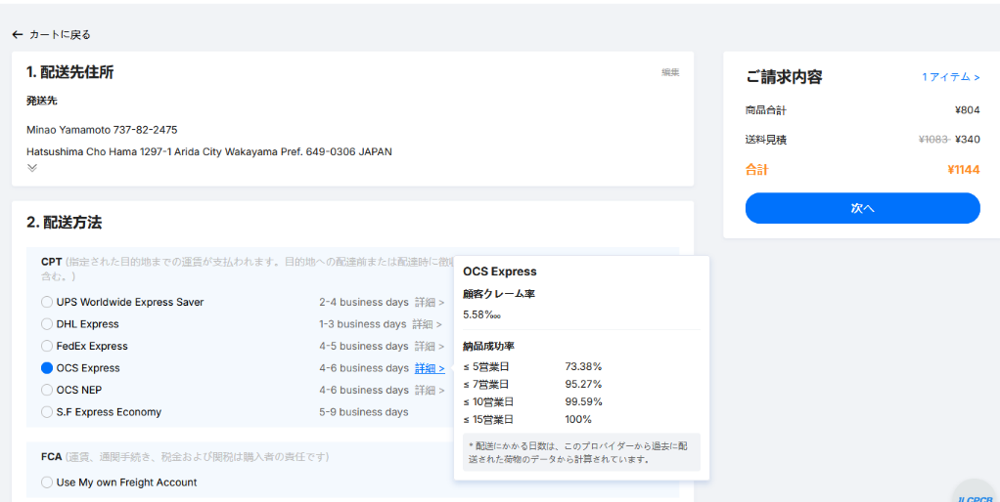 ← カートに戻る
1. 配送先住所
編集
発送先
Minao Yamamoto 737-82-2475
Hatsushima Cho Hama 1297-1 Arida City Wakayama Pref. 649-0306 JAPAN
2. 配送方法
CPT (指定された目的地までの運賃が支払われます。目的地への配達前または配達時に
含む。)
UPS Worldwide Express Saver 2-4 business days 詳細 >
DHL Express 1-3 business days 詳細 >
FedEx Express 4-5 business days 詳細 >
OCS Express 4-6 business days 詳細 >
OCS NEP 4-6 business days 詳細 >
S.F Express Economy 5-9 business days
FCA (運賃、通関手続き、税金および関税は購入者の責任です)
Use My own Freight Account
OCS Express
顧客クレーム率
5.58‱
納品成功率
≤ 5営業日 73.38%
≤ 7営業日 95.27%
≤ 10営業日 99.59%
≤ 15営業日 100%
* 配送にかかる日数は、このプロバイダーから過去に配
送された荷物のデータから計算されています。
ご請求内容
1 アイテム >
商品合計 ¥804
送料見積 ¥1083 ¥340
合計 ¥1144
次へ